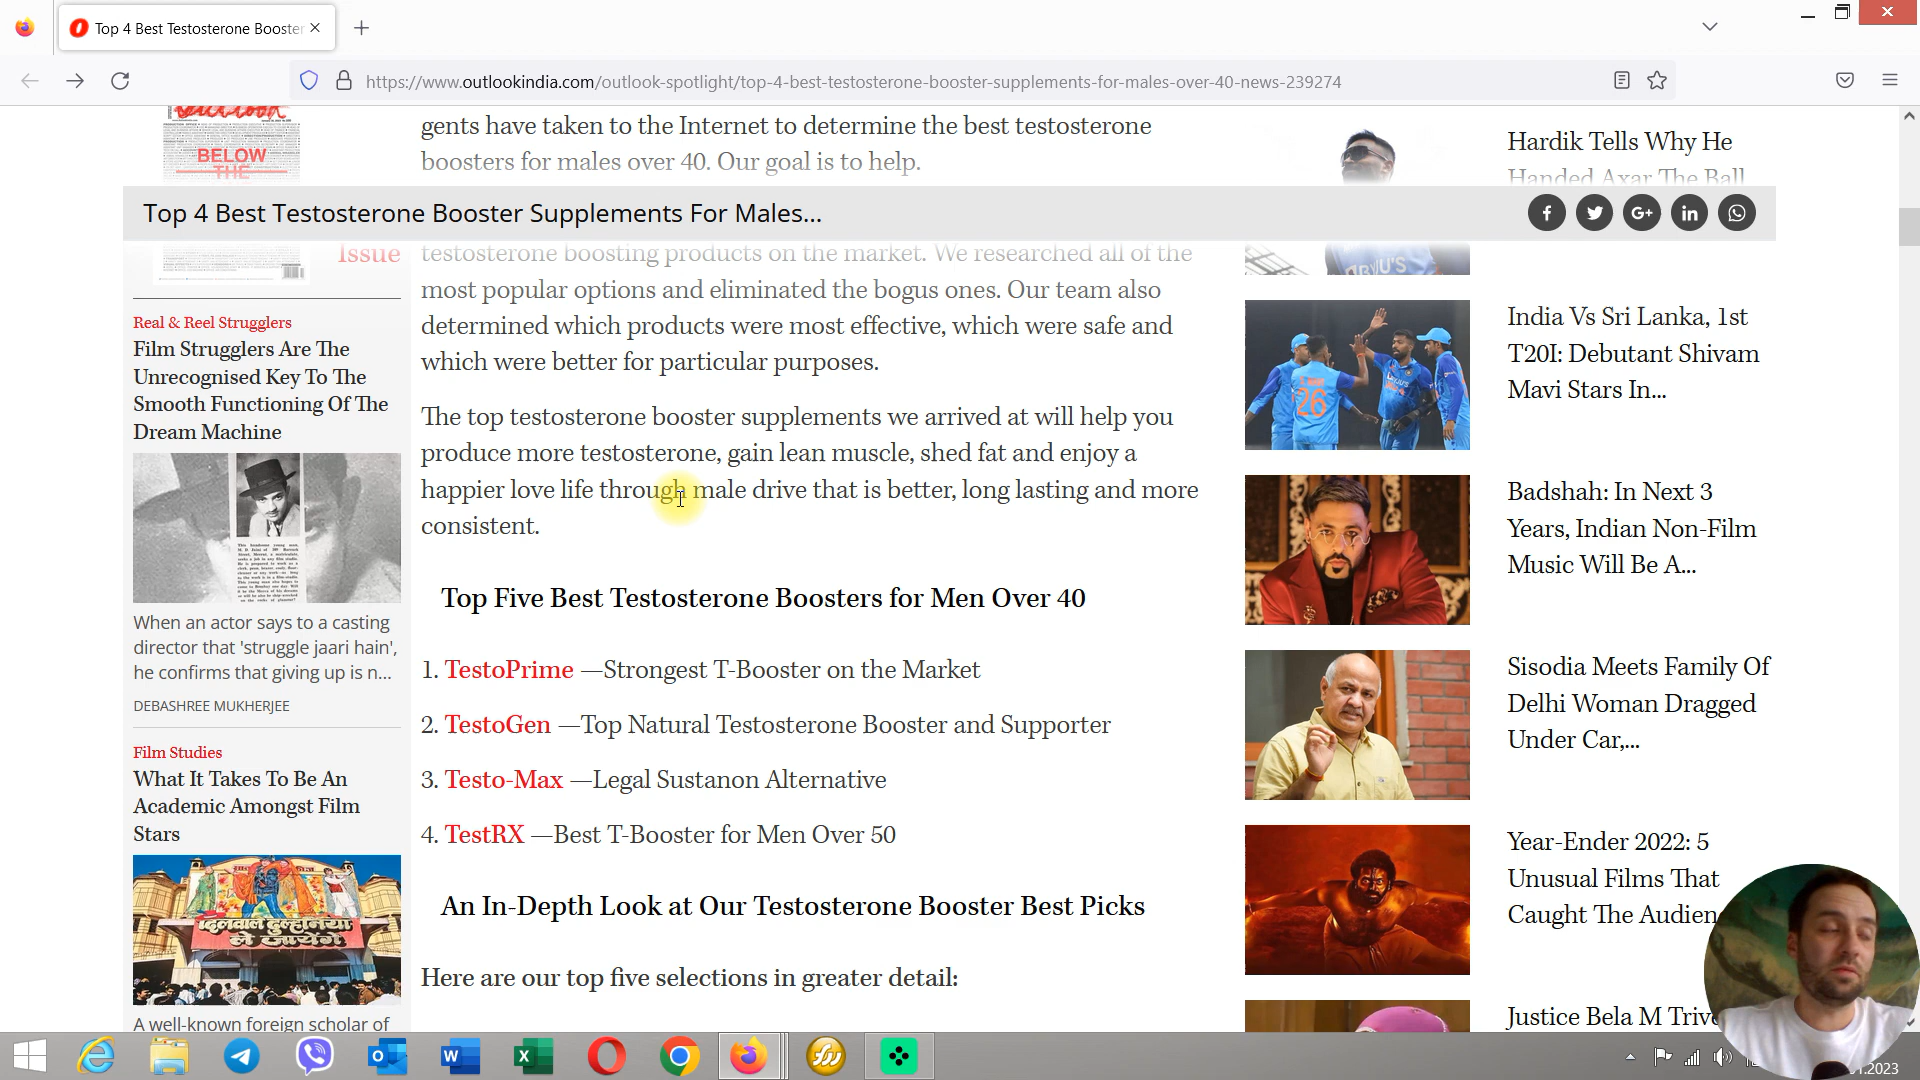 Top 4 Best Testosterone Booster
https://www.outlookindia.com/outlook-spotlight/top-4-best-testosterone-booster-supplements-for-males-over-40-news-239274
outlook
BELOW
THE
Issue
Real & Reel Strugglers
Film Strugglers Are The
Unrecognised Key To The
Smooth Functioning Of The
Dream Machine
When an actor says to a casting
director that 'struggle jaari hain',
he confirms that giving up is n...
DEBASHREE MUKHERJEE
Film Studies
What It Takes To Be An
Academic Amongst Film
Stars
दिलवाले दुल्हनिया
ले जायेंगे
A well-known foreign scholar of
gents have taken to the Internet to determine the best testosterone
boosters for males over 40. Our goal is to help.
Top 4 Best Testosterone Booster Supplements For Males...
testosterone boosting products on the market. We researched all of the
most popular options and eliminated the bogus ones. Our team also
determined which products were most effective, which were safe and
which were better for particular purposes.
The top testosterone booster supplements we arrived at will help you
produce more testosterone, gain lean muscle, shed fat and enjoy a
happier love life through male drive that is better, long lasting and more
consistent.
Top Five Best Testosterone Boosters for Men Over 40
1. TestoPrime —Strongest T-Booster on the Market
2. TestoGen —Top Natural Testosterone Booster and Supporter
3. Testo-Max —Legal Sustanon Alternative
4. TestRX —Best T-Booster for Men Over 50
An In-Depth Look at Our Testosterone Booster Best Picks
Here are our top five selections in greater detail:
Hardik Tells Why He
Handed Axar The Ball
BYJU'S
26
India Vs Sri Lanka, 1st
T20I: Debutant Shivam
Mavi Stars In...
Badshah: In Next 3
Years, Indian Non-Film
Music Will Be A...
Sisodia Meets Family Of
Delhi Woman Dragged
Under Car,...
Year-Ender 2022: 5
Unusual Films That
Caught The Audien
Justice Bela M Trive
.01.2023